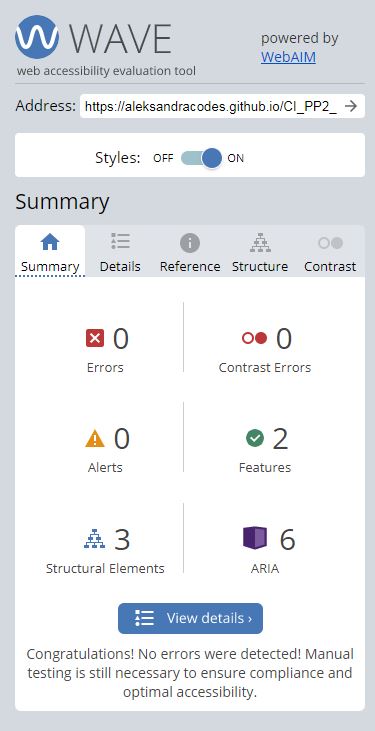 WAVE
powered by
WebAIM
web accessibility evaluation tool
Address: https://aleksandracodes.github.io/CI_PP2_
Styles: OFF ON
Summary
Summary Details Reference Structure Contrast
0 0
Errors Contrast Errors
0 2
Alerts Features
3 6
Structural Elements ARIA
View details ›
Congratulations! No errors were detected! Manual
testing is still necessary to ensure compliance and
optimal accessibility.